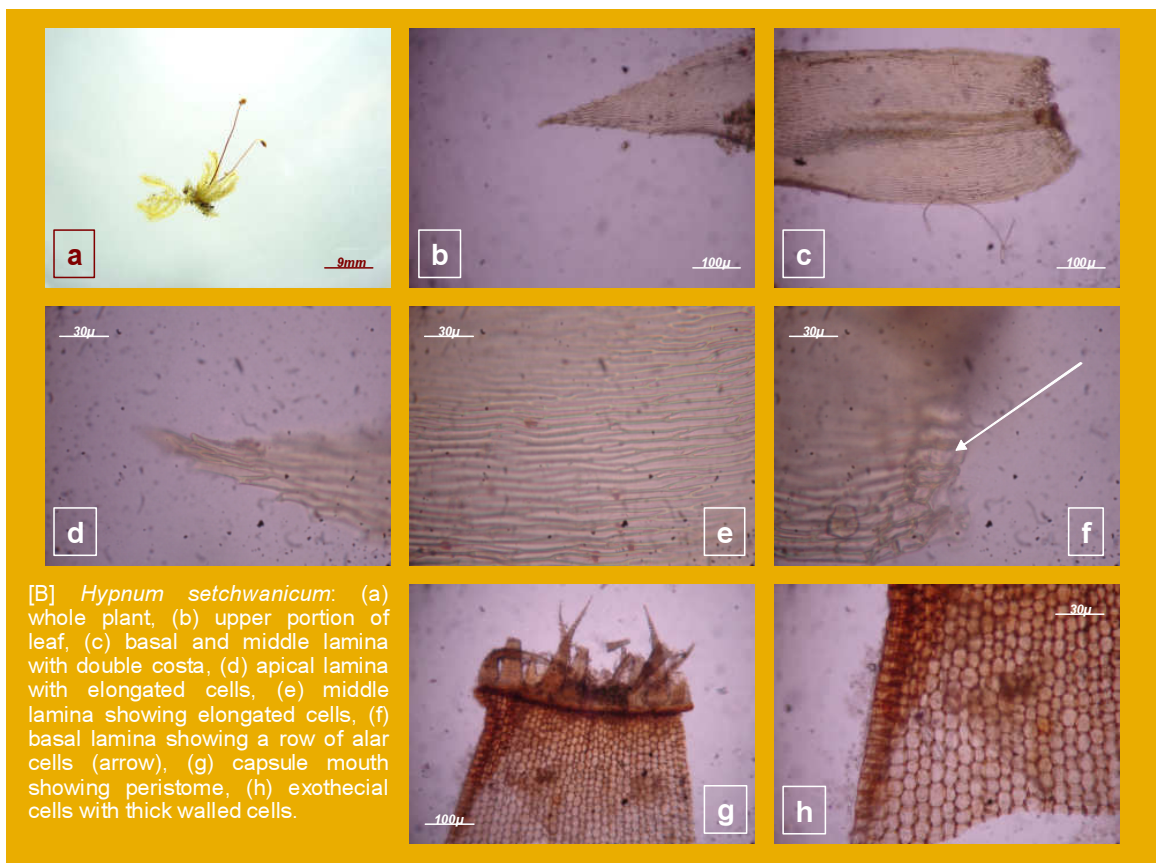 a
9mm
b
100µ
c
100µ
30µ
d
30µ
e
30µ
f
[B] Hypnum setchwanicum: (a)
whole plant, (b) upper portion of
leaf, (c) basal and middle lamina
with double costa, (d) apical lamina
with elongated cells, (e) middle
lamina showing elongated cells, (f)
basal lamina showing a row of alar
cells (arrow), (g) capsule mouth
showing peristome, (h) exothecial
cells with thick walled cells.
100µ
g
30µ
h